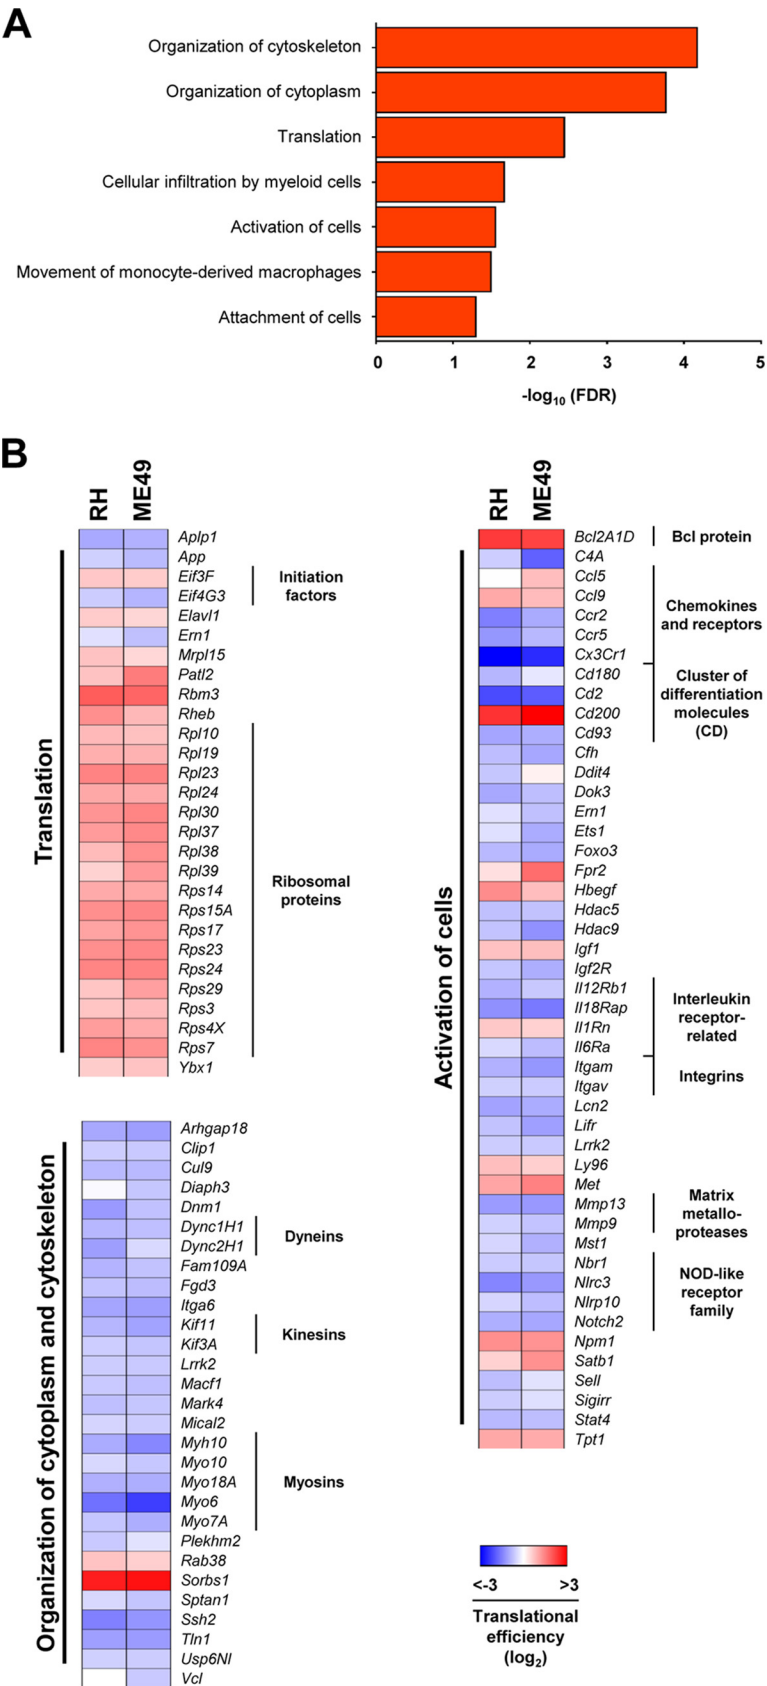 A
Organization of cytoskeleton
Organization of cytoplasm
Translation
Cellular infiltration by myeloid cells
Activation of cells
Movement of monocyte-derived macrophages
Attachment of cells
0 1 2 3 4 5
-log10 (FDR)
B
RH ME49
Translation
Aplp1
App
Eif3F
Eif4G3
Elavl1
Ern1
Mrpl15
Patl2
Rbm3
Rheb
Rpl10
Rpl19
Rpl23
Rpl24
Rpl30
Rpl37
Rpl38
Rpl39
Rps14
Rps15A
Rps17
Rps23
Rps24
Rps29
Rps3
Rps4X
Rps7
Ybx1
Initiation
factors
Ribosomal
proteins
Organization of cytoplasm and cytoskeleton
Arhgap18
Clip1
Cul9
Diaph3
Dnm1
Dync1H1
Dync2H1
Fam109A
Fgd3
Itga6
Kif11
Kif3A
Lrrk2
Macf1
Mark4
Mical2
Myh10
Myo10
Myo18A
Myo6
Myo7A
Plekhm2
Rab38
Sorbs1
Sptan1
Ssh2
Tln1
Usp6Nl
Vcl
Dyneins
Kinesins
Myosins
RH ME49
Activation of cells
Bcl2A1D
C4A
Ccl5
Ccl9
Ccr2
Ccr5
Cx3Cr1
Cd180
Cd2
Cd200
Cd93
Cfh
Ddit4
Dok3
Ern1
Ets1
Foxo3
Fpr2
Hbegf
Hdac5
Hdac9
Igf1
Igf2R
Il12Rb1
Il18Rap
Il1Rn
Il6Ra
Itgam
Itgav
Lcn2
Lifr
Lrrk2
Ly96
Met
Mmp13
Mmp9
Mst1
Nbr1
Nlrc3
Nlrp10
Notch2
Npm1
Satb1
Sell
Sigirr
Stat4
Tpt1
Bcl protein
Chemokines
and receptors
Cluster of
differentiation
molecules
(CD)
Interleukin
receptor-
related
Integrins
Matrix
metallo-
proteases
NOD-like
receptor
family
<-3 >3
Translational
efficiency
(log2)